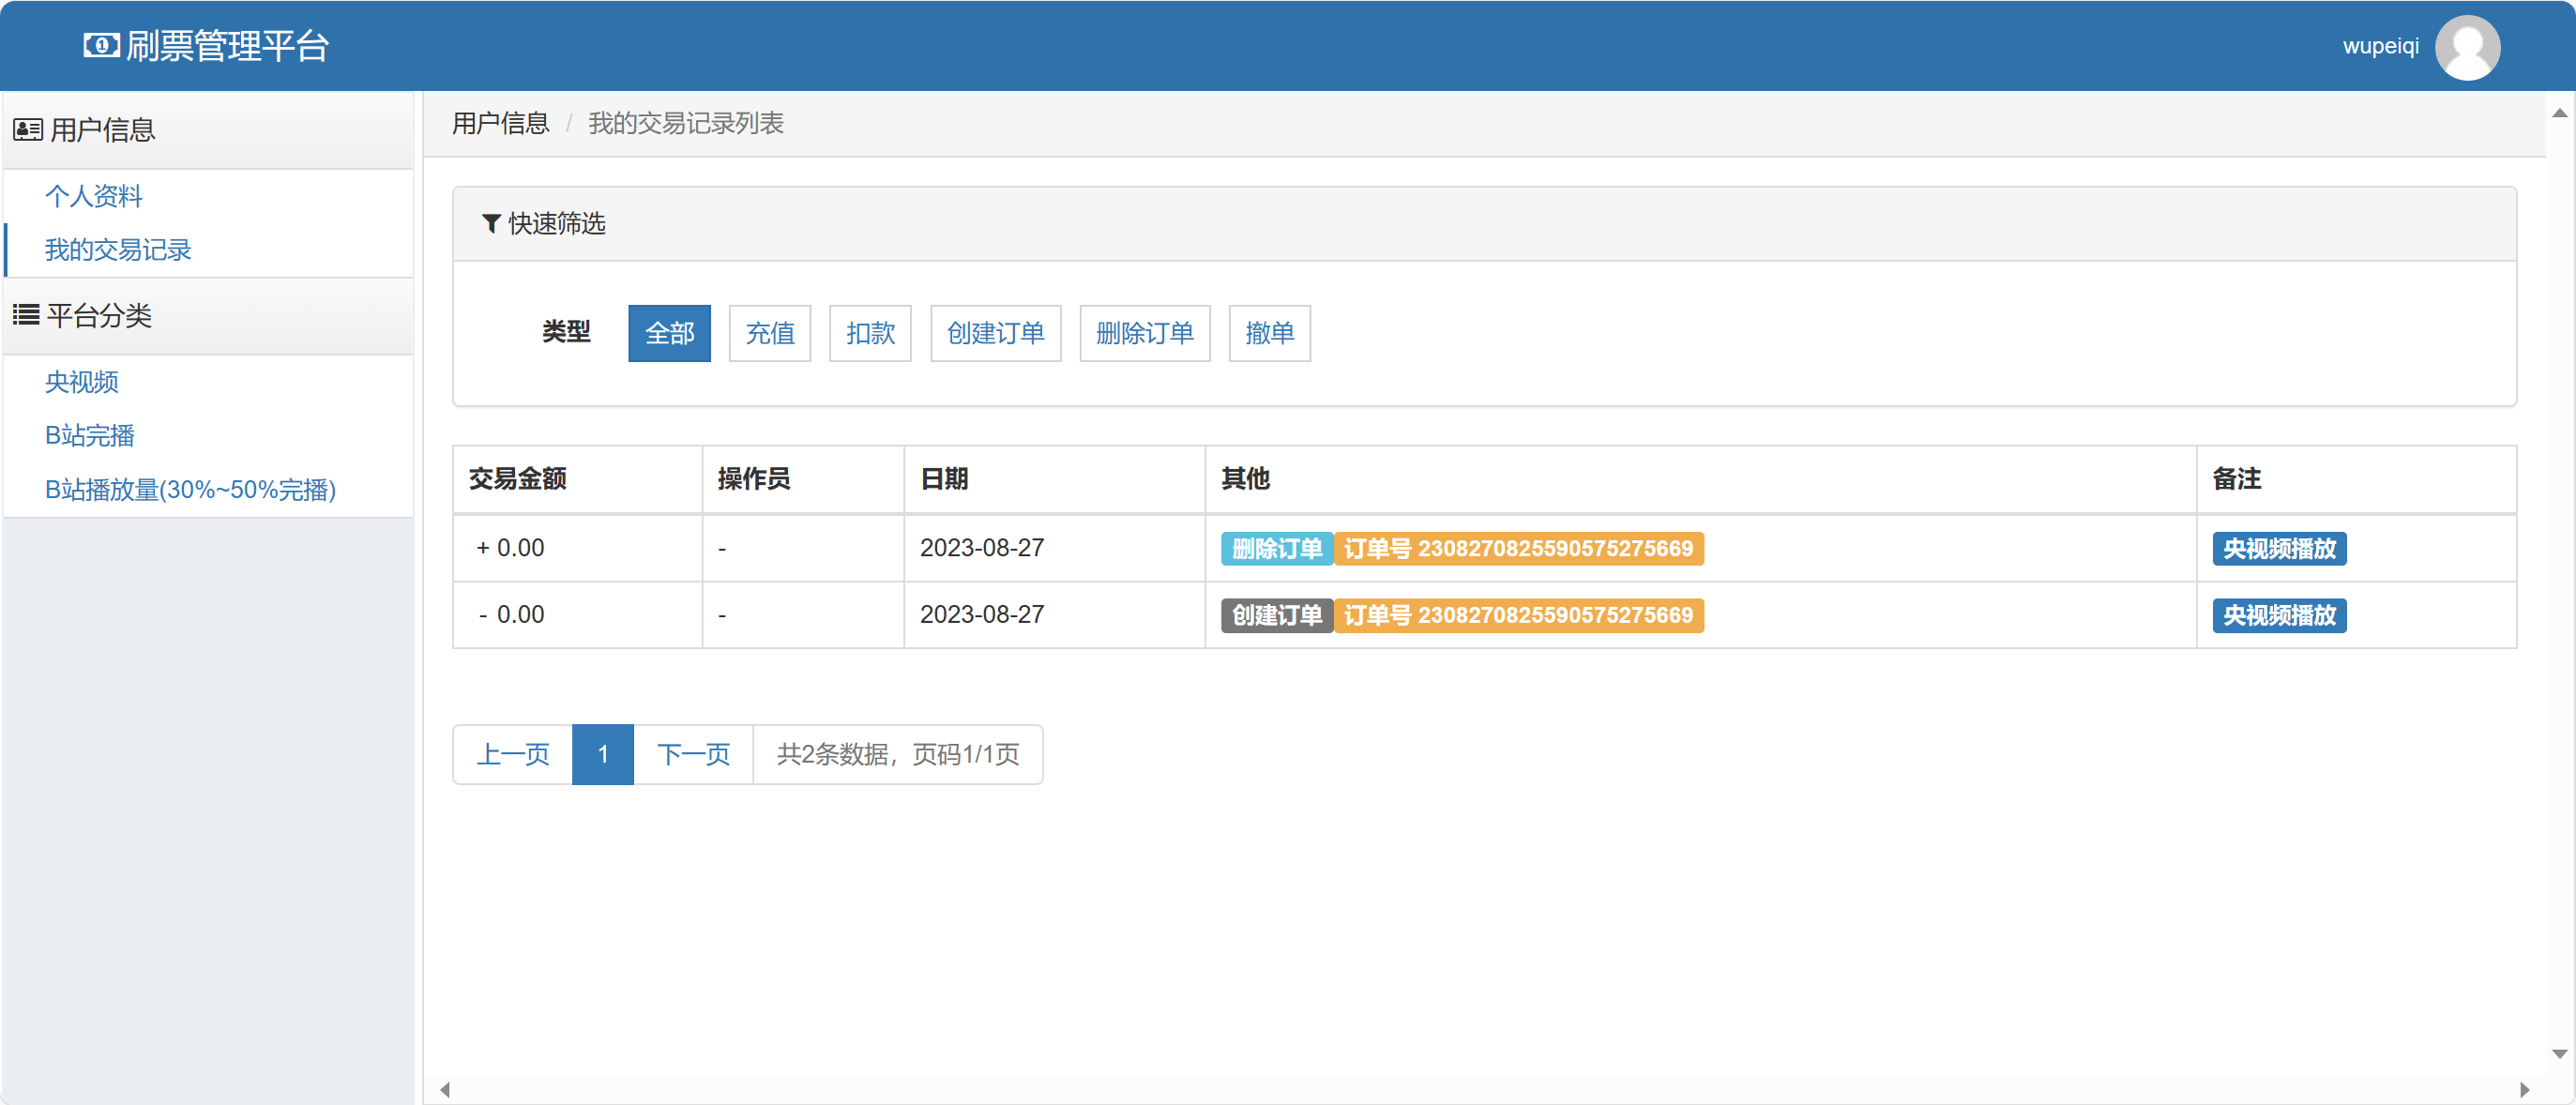 刷票管理平台
wupeiqi
用户信息
个人资料
我的交易记录
平台分类
央视频
B站完播
B站播放量(30%~50%完播)
用户信息 / 我的交易记录列表
快速筛选
类型 全部 充值 扣款 创建订单 删除订单 撤单
交易金额 操作员 日期 其他 备注
+ 0.00 - 2023-08-27 删除订单 订单号 2308270825590575275669 央视频播放
- 0.00 - 2023-08-27 创建订单 订单号 2308270825590575275669 央视频播放
上一页 1 下一页 共2条数据，页码1/1页